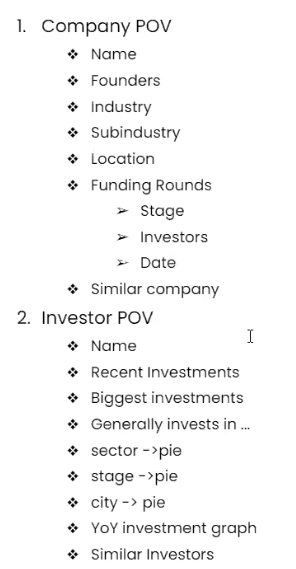 1. Company POV
❖ Name
❖ Founders
❖ Industry
❖ Subindustry
❖ Location
❖ Funding Rounds
➢ Stage
➢ Investors
➢ Date
❖ Similar company
2. Investor POV
❖ Name
❖ Recent Investments
❖ Biggest investments
❖ Generally invests in ...
❖ sector ->pie
❖ stage ->pie
❖ city -> pie
❖ YoY investment graph
❖ Similar Investors